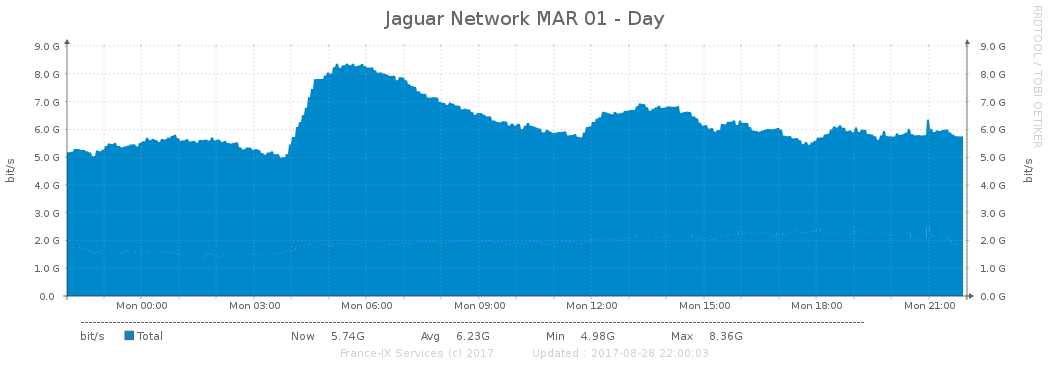 Jaguar Network MAR 01 - Day
RRDTOOL / TOBI OETIKER
9.0 G 9.0 G
8.0 G 8.0 G
7.0 G 7.0 G
6.0 G 6.0 G
5.0 G 5.0 G
4.0 G 4.0 G
3.0 G 3.0 G
2.0 G 2.0 G
1.0 G 1.0 G
0.0 0.0 G
bit/s bit/s
Mon 00:00 Mon 03:00 Mon 06:00 Mon 09:00 Mon 12:00 Mon 15:00 Mon 18:00 Mon 21:00
bit/s Total Now 5.74G Avg 6.23G Min 4.98G Max 8.36G
France-IX Services (c) 2017 Updated : 2017-08-28 22:00:03